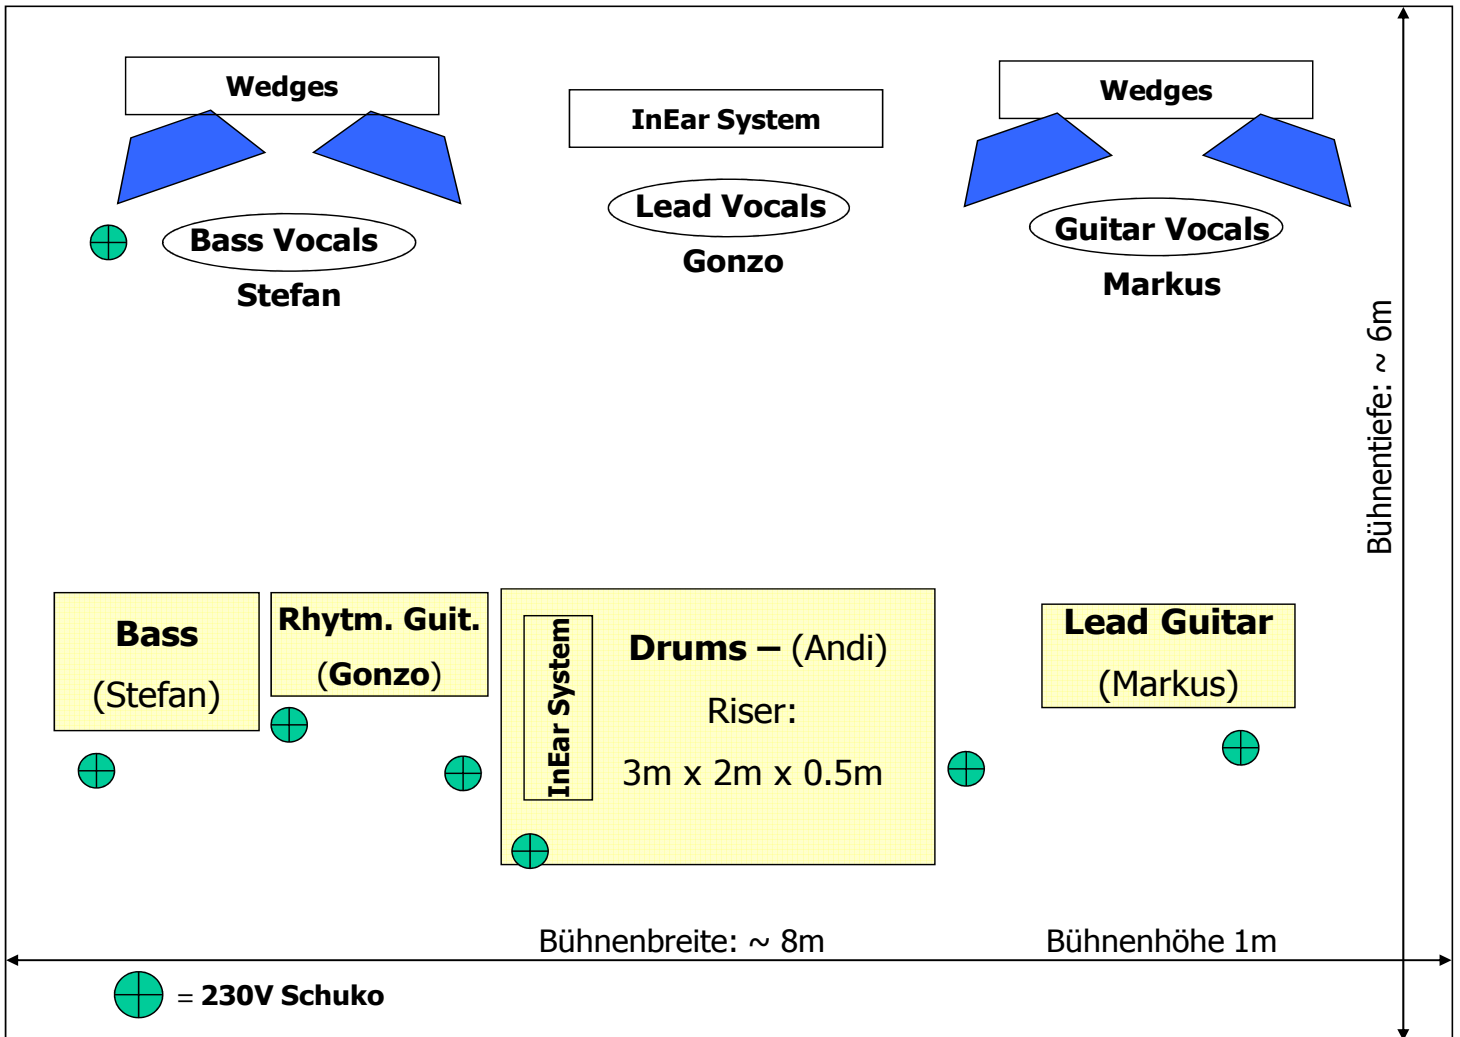 Wedges
InEar System
Wedges
Bass Vocals
Stefan
Lead Vocals
Gonzo
Guitar Vocals
Markus
Bühnentiefe: ~ 6m
Bass
(Stefan)
Rhytm. Guit.
(Gonzo)
InEar System
Drums – (Andi)
Riser:
3m x 2m x 0.5m
Lead Guitar
(Markus)
Bühnenbreite: ~ 8m
Bühnenhöhe 1m
= 230V Schuko